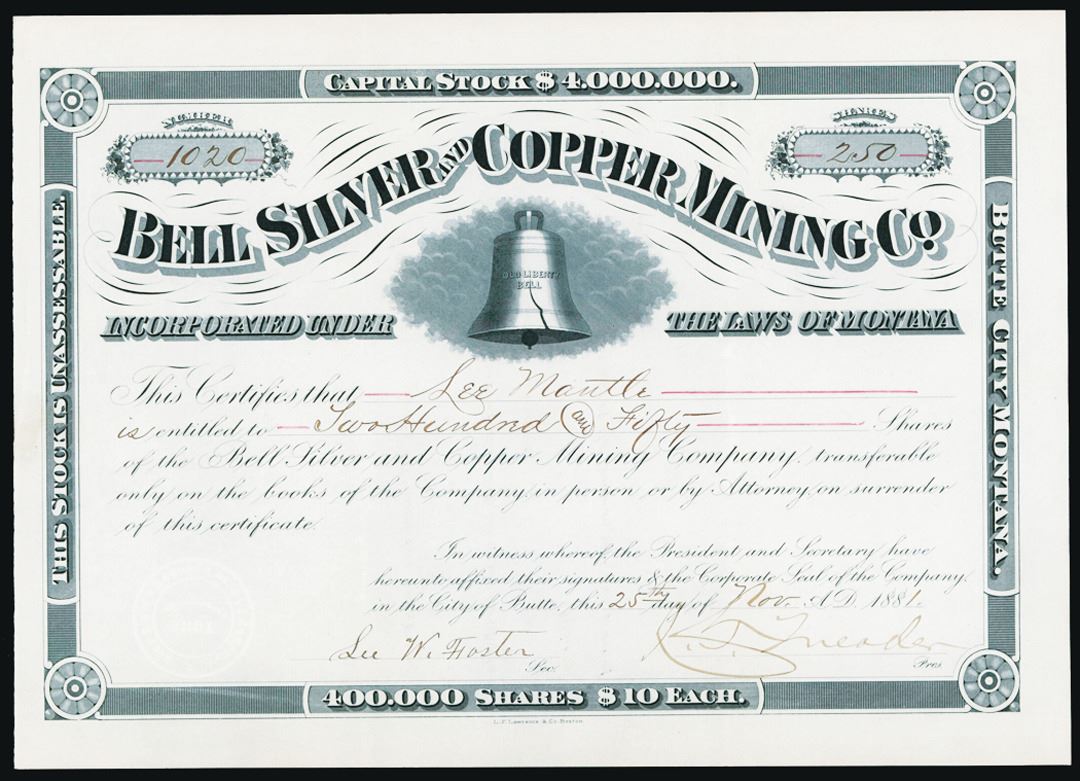 CAPITAL STOCK $4.000.000.
NUMBER
SHARES
1020
250
BELL SILVER AND COPPER MINING CO.
OLD LIBERTY
BELL
INCORPORATED UNDER THE LAWS OF MONTANA
THIS STOCK IS UNASSESSABLE.
BUTTE CITY MONTANA.
This Certifies that Lee Mantle
is entitled to Two Hundred and Fifty Shares
of the Bell Silver and Copper Mining Company, transferable
only on the books of the Company, in person or by Attorney, on surrender
of this certificate.
In witness whereof, the President and Secretary have
hereunto affixed their signatures & the Corporate Seal of the Company,
in the City of Butte, this 25th day of Nov. A.D. 1881.
Lee W. Foster
Sec.
Pres.
400.000 SHARES $10 EACH.
L. F. Lawrence & Co. Boston